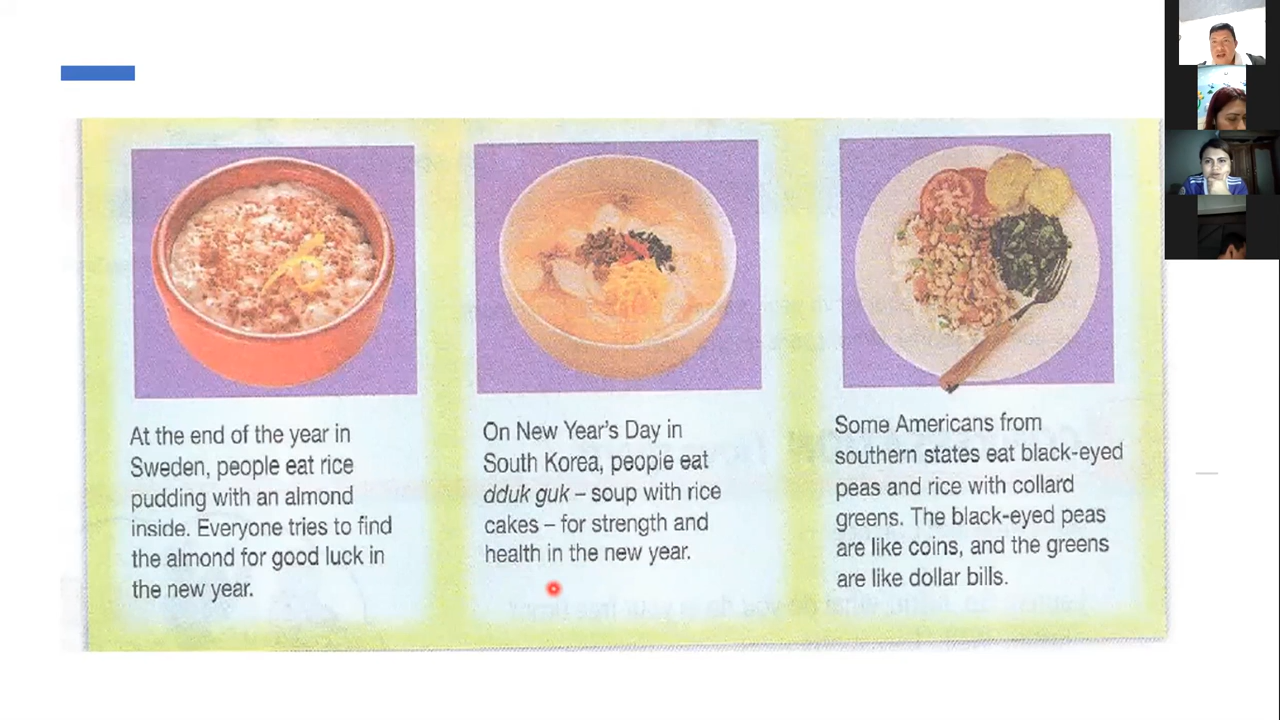 At the end of the year in
Sweden, people eat rice
pudding with an almond
inside. Everyone tries to find
the almond for good luck in
the new year.
On New Year's Day in
South Korea, people eat
dduk guk – soup with rice
cakes – for strength and
health in the new year.
Some Americans from
southern states eat black-eyed
peas and rice with collard
greens. The black-eyed peas
are like coins, and the greens
are like dollar bills.